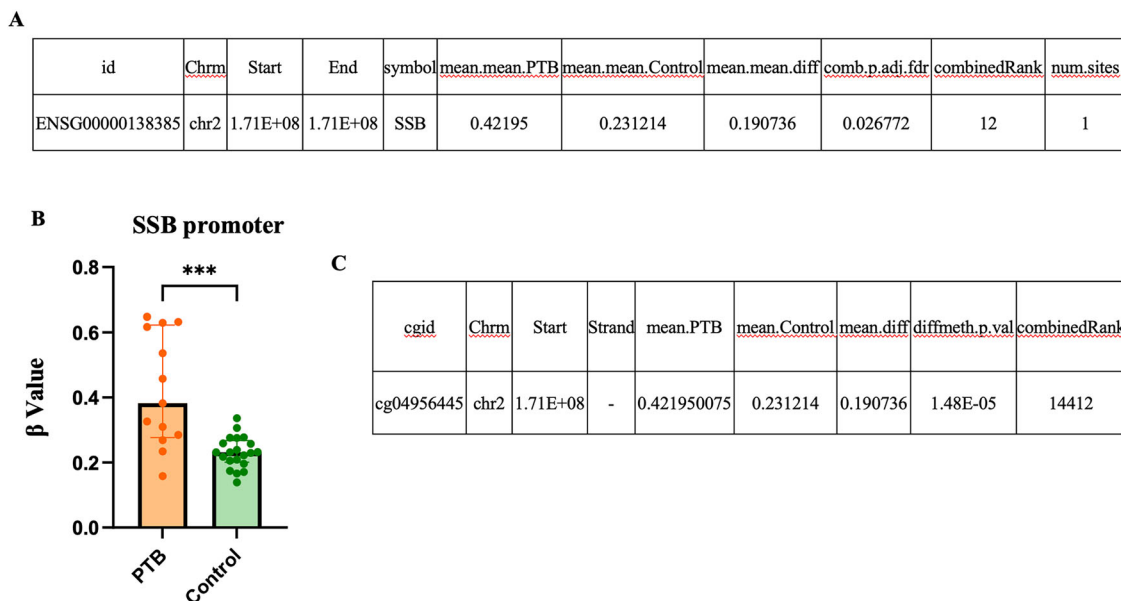 A
id Chrm Start End symbol mean.mean.PTB mean.mean.Control mean.mean.diff comb.p.adj.fdr combinedRank num.sites
ENSG00000138385 chr2 1.71E+08 1.71E+08 SSB 0.42195 0.231214 0.190736 0.026772 12 1
B
SSB promoter
***
0.8
0.6
0.4
0.2
0.0
β Value
PTB
Control
C
cgid Chrm Start Strand mean.PTB mean.Control mean.diff diffmeth.p.val combinedRank
cg04956445 chr2 1.71E+08 - 0.421950075 0.231214 0.190736 1.48E-05 14412